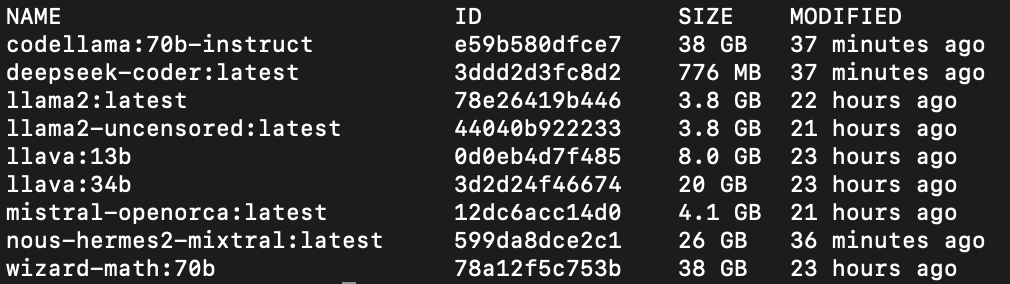 NAME ID SIZE MODIFIED
codellama:70b-instruct e59b580dfce7 38 GB 37 minutes ago
deepseek-coder:latest 3ddd2d3fc8d2 776 MB 37 minutes ago
llama2:latest 78e26419b446 3.8 GB 22 hours ago
llama2-uncensored:latest 44040b922233 3.8 GB 21 hours ago
llava:13b 0d0eb4d7f485 8.0 GB 23 hours ago
llava:34b 3d2d24f46674 20 GB 23 hours ago
mistral-openorca:latest 12dc6acc14d0 4.1 GB 21 hours ago
nous-hermes2-mixtral:latest 599da8dce2c1 26 GB 36 minutes ago
wizard-math:70b 78a12f5c753b 38 GB 23 hours ago